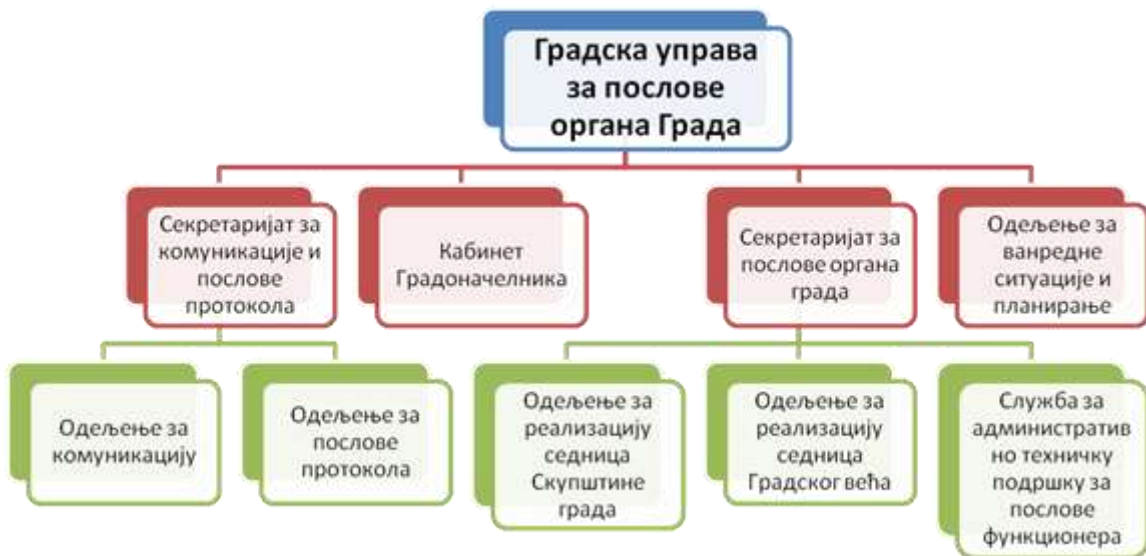 Градска управа
за послове
органа Града
Секретаријат за
комуникације и
послове
протокола
Кабинет
Градоначелника
Секретаријат за
послове органа
града
Одељење за
ванредне
ситуације и
планирање
Одељење за
комуникацију
Одељење за
послове
протокола
Одељење за
реализацију
седница
Скупштине
града
Одељење за
реализацију
седница
Градског већа
Служба за
административ
но техничку
подршку за
послове
функционера